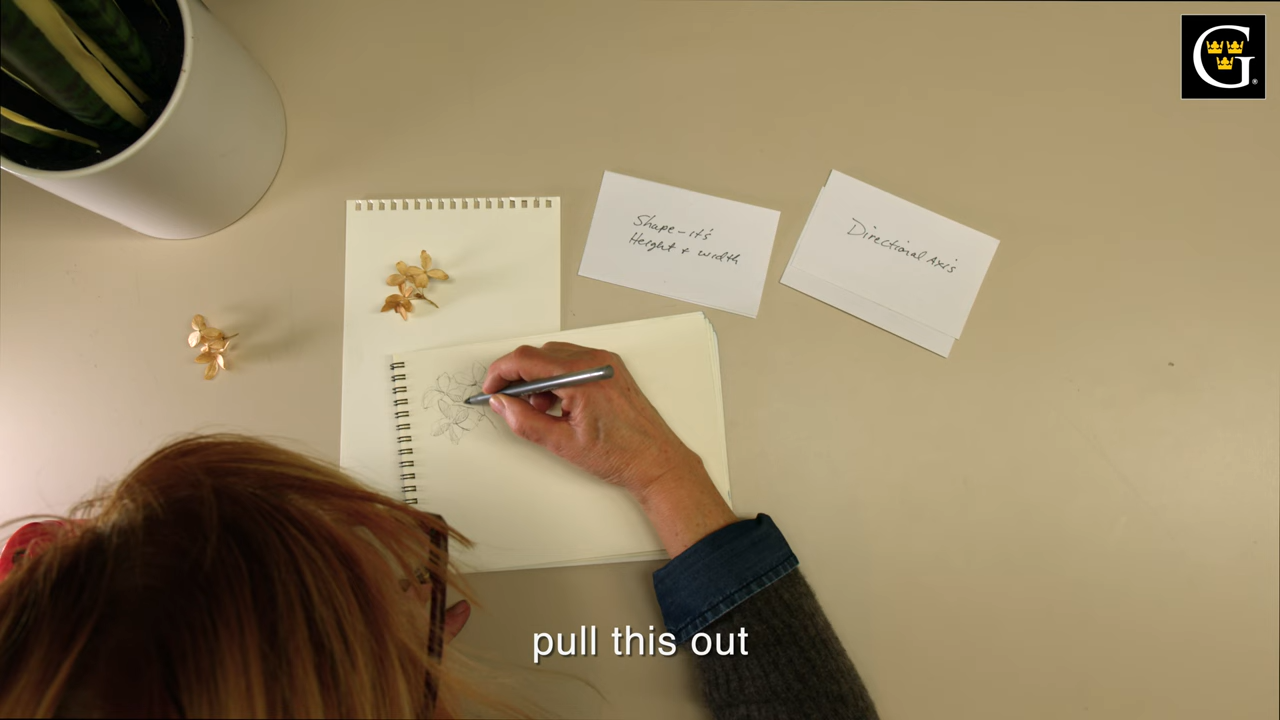 G
Shape - it's
Height + width
Directional Axis
pull this out